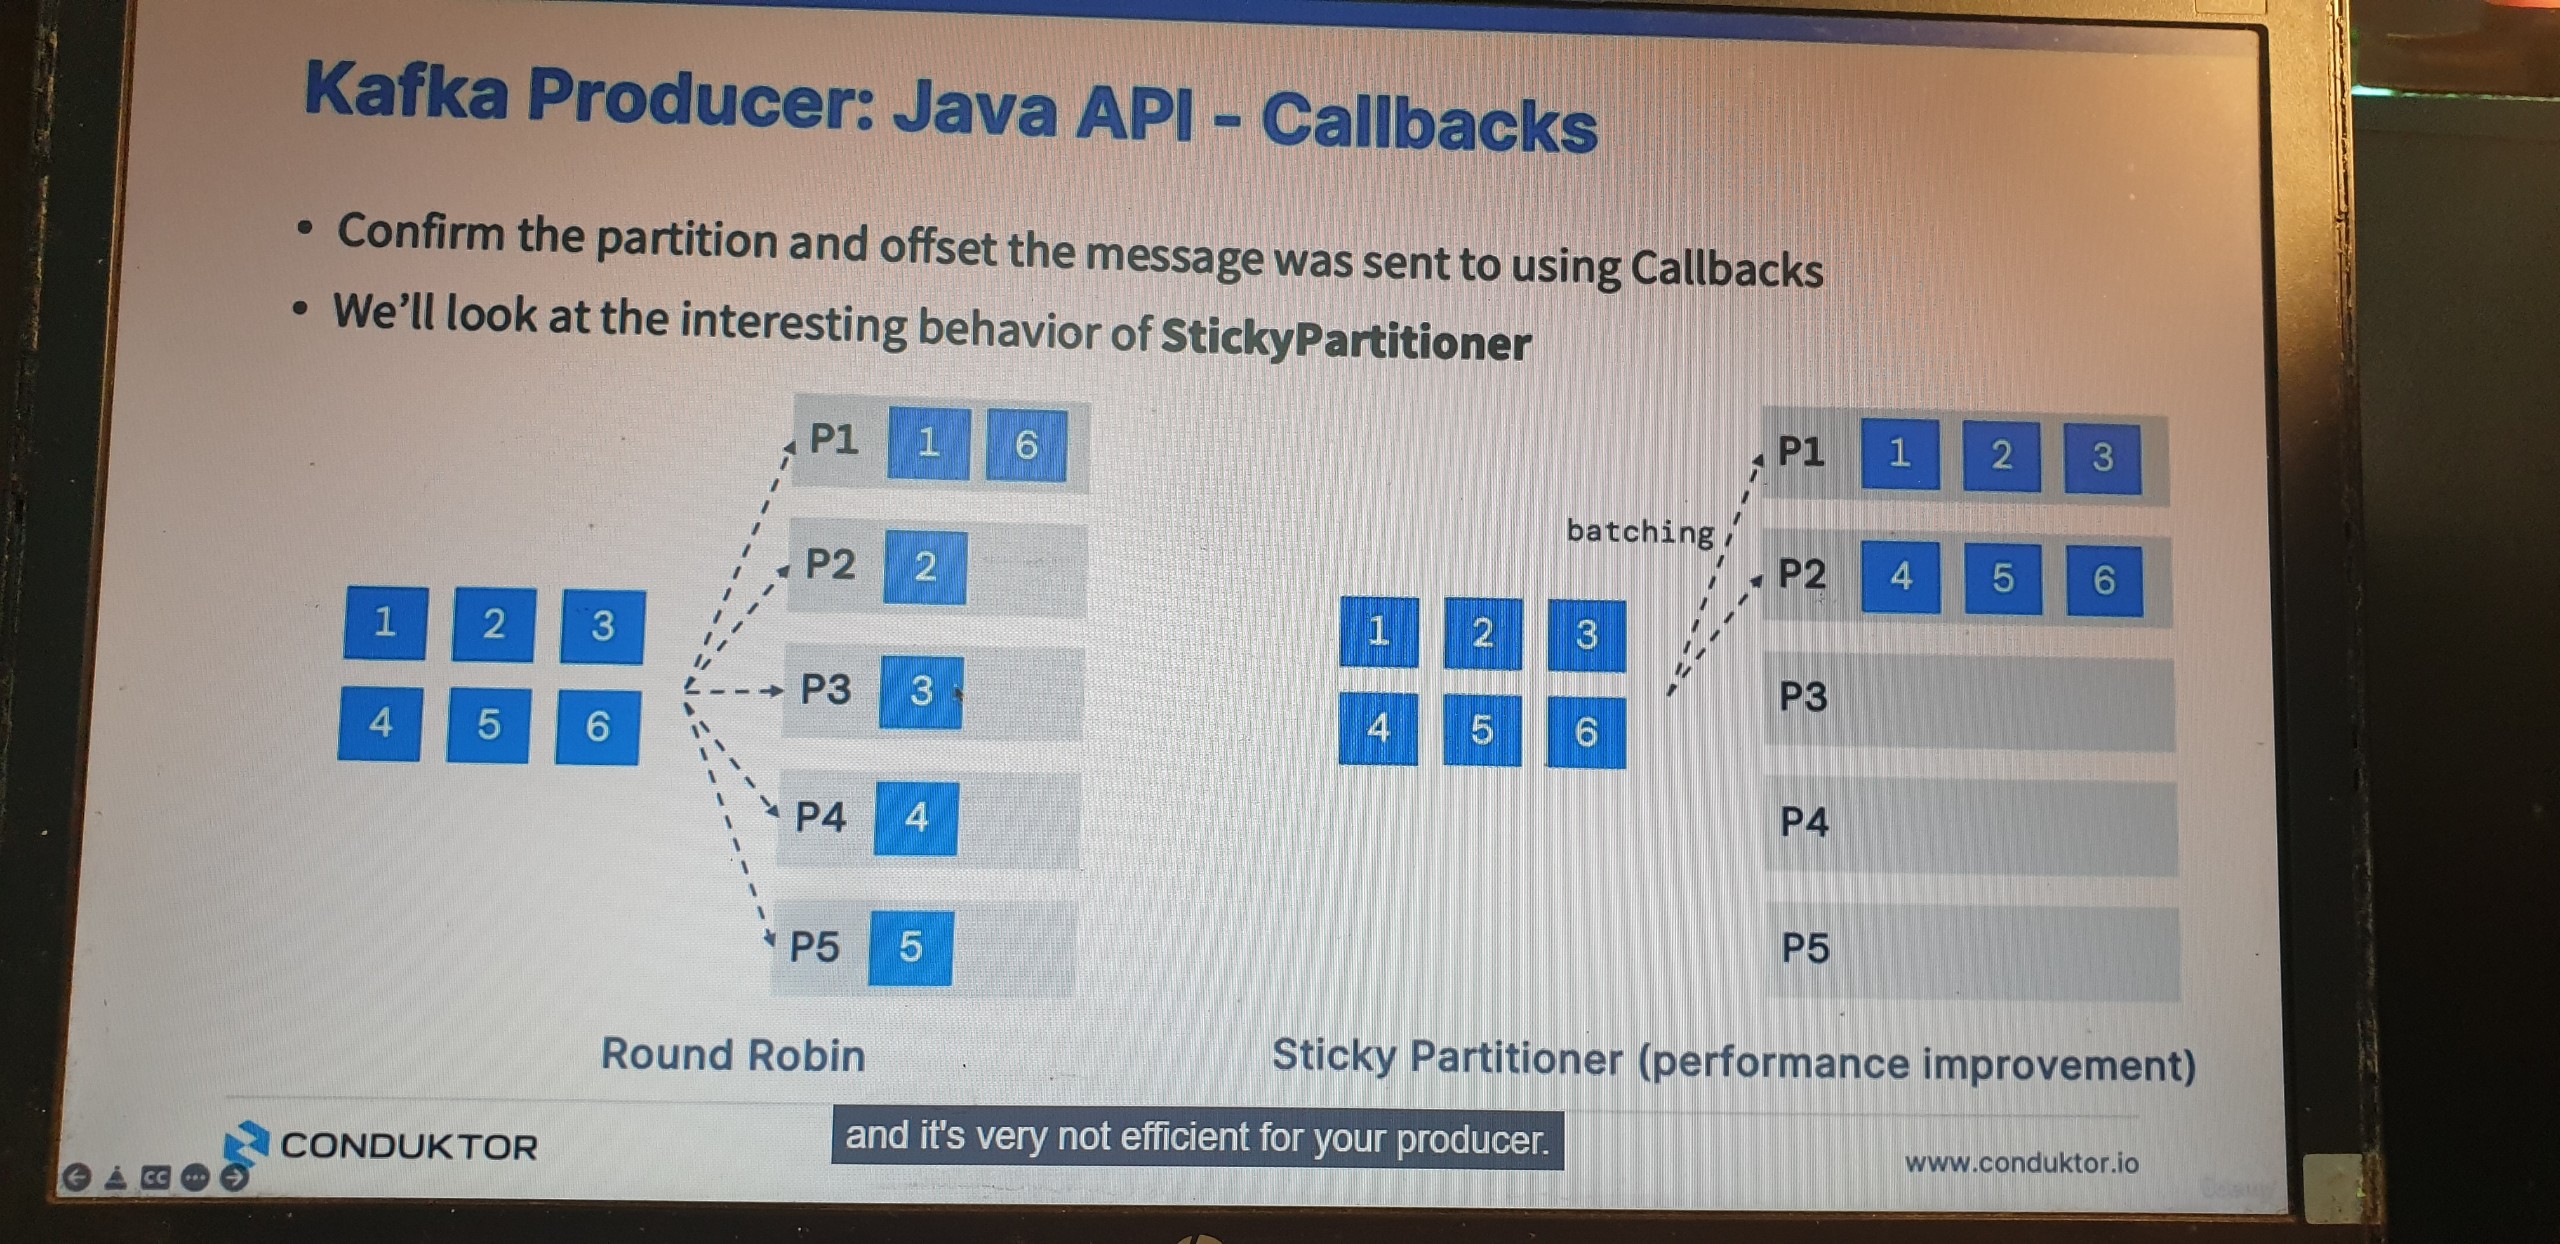 Kafka Producer: Java API - Callbacks
• Confirm the partition and offset the message was sent to using Callbacks
• We'll look at the interesting behavior of StickyPartitioner
1 2 3
4 5 6
P1 1 6
P2 2
P3 3
P4 4
P5 5
Round Robin
batching
1 2 3
4 5 6
P1 1 2 3
P2 4 5 6
P3
P4
P5
Sticky Partitioner (performance improvement)
CONDUKTOR
and it's very not efficient for your producer.
www.conduktor.io
CC